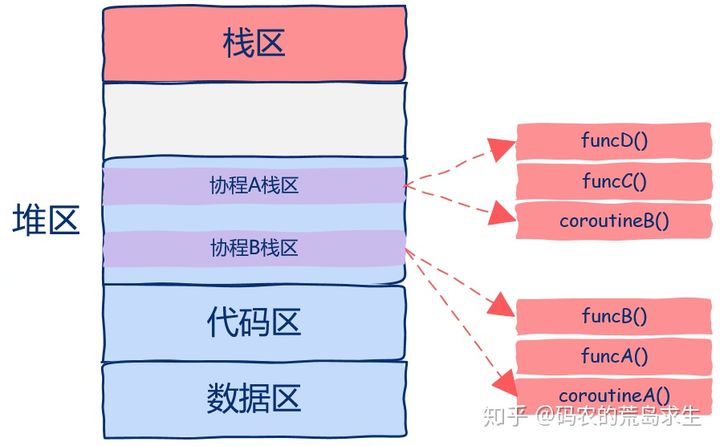 栈区
堆区
协程A栈区
协程B栈区
代码区
数据区
funcD()
funcC()
coroutineB()
funcB()
funcA()
coroutineA()
知乎 @码农的荒岛求生